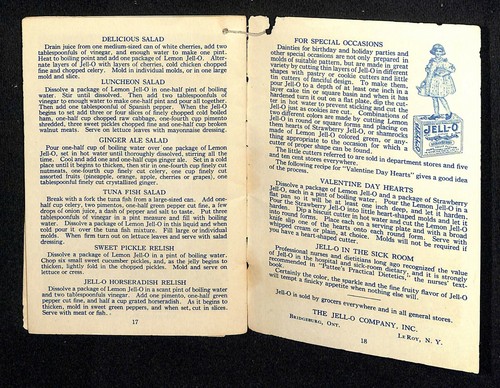 DELICIOUS SALAD
Drain juice from one medium-sized can of white cherries, add two
tablespoonfuls of vinegar, and enough water to make one pint.
Heat to boiling point and add one package of Lemon Jell-O. Alter-
nate layers of Jell-O with layers of cherries, cold chicken chopped
fine and chopped celery. Mold in individual molds, or in one large
mold and slice.
LUNCHEON SALAD
Dissolve a package of Lemon Jell-O in one-half pint of boiling
water. Stir until dissolved. Then add two tablespoonfuls of
vinegar to enough water to make one-half pint and pour all together.
Then add one tablespoonful of Spanish pepper. When the Jell-O
begins to set add three or four slices of finely chopped cold boiled
ham, one-half cup chopped raw cabbage, one-fourth cup pimento
shredded, three sweet pickles chopped fine and one-half cup broken
walnut meats. Serve on lettuce leaves with mayonnaise dressing.
GINGER ALE SALAD
Pour one-half cup of boiling water over one package of Lemon
Jell-O, set in hot water until thoroughly dissolved, stirring all the
time. Cool and add one and one-half cups ginger ale. Set in a cold
place until it begins to thicken, then stir in one-fourth cup finely cut
nutmeats, one-fourth cup finely cut celery, one cup finely cut
assorted fruits (pineapple, orange, apple, cherries or grapes), one
tablespoonful finely cut crystallized ginger.
TUNA FISH SALAD
Break with a fork the tuna fish from a large-sized can. Add one-
half cup celery, two pimentos, one-half green pepper cut fine, a few
drops of onion juice, a dash of pepper and salt to taste. Put three
tablespoonfuls of vinegar in a pint measure and fill with boiling
water. Dissolve a package of Lemon Jell-O in this liquid and when
cold pour it over the tuna fish mixture. Fill large or individual
molds. When firm turn out on lettuce leaves and serve with salad
dressing.
SWEET PICKLE RELISH
Dissolve a package of Lemon Jell-O in a pint of boiling water.
Chop six small sweet cucumber pickles, and, as the jelly begins to
thicken, lightly fold in the chopped pickles. Mold and serve on
lettuce or cress.
JELL-O HORSERADISH RELISH
Dissolve a package of Lemon Jell-O in a scant pint of boiling water
and two tablespoonfuls vinegar. Add one pimento, one-half green
pepper cut fine, and half a cup grated horseradish. As it begins to
thicken, mold in sweet green peppers, and when set, cut in slices.
Serve with meat or fish.
17
FOR SPECIAL OCCASIONS
Dainties for birthday and holiday parties and
other special occasions are not only prepared in
molds of suitable pattern, but are made in great
variety by cutting thin layers of Jell-O in different
shapes with pastry or cookie cutters and little
tin cutters of fanciful design. To make them,
pour Jell-O to a depth of at least one inch in a
layer cake tin or square basin and when it has
hardened turn it out on a flat plate, dip the cut-
ter in hot water to prevent sticking and cut the
Jell-O just as cookies are cut. Combinations of
two different colors are made by cutting Lemon
Jell-O in round or square forms and placing on
them hearts of Strawberry Jell-O, or shamrocks
made of Lemon Jell-O colored green, or any-
thing appropriate to the occasion for which a
cutter of proper shape can be found.
The little cutters referred to are sold in department stores and five
and ten cent stores everywhere.
The following recipe for "Valentine Day Hearts" gives a good idea
of the process.
JELL-O
VALENTINE DAY HEARTS
Dissolve a package of Lemon Jell-O and a package of Strawberry
Jell-O, each in a pint of boiling water. Pour the Lemon Jell-O in a
flat pan so it will be at least one inch deep, and let it harden.
Pour the Strawberry Jell-O into little heart-shaped molds and let it
harden. Dip a biscuit cutter in hot water and cut the Lemon Jell-O
into round forms. Place them on a serving plate and with a broad
knife slip one of the hearts onto each round form. Serve with
whipped cream or plain, as you choose. Molds will not be required if
you have a heart-shaped cutter.
JELL-O IN THE SICK ROOM
Professional nurses and dietitians long ago recognized the value
of Jell-O in the hospital and sick-room dietary, and it is strongly
recommended in "Pattee's Practical Dietetics," the nurses' text-
book.
Certainly the color, the sparkle and the fine fruity flavor of Jell-O
will tempt a finicky appetite when nothing else will.
Jell-O is sold by grocers everywhere and in all general stores.
THE JELL-O COMPANY, INC.
BRIDGEBURG, ONT. LE ROY, N. Y.
18